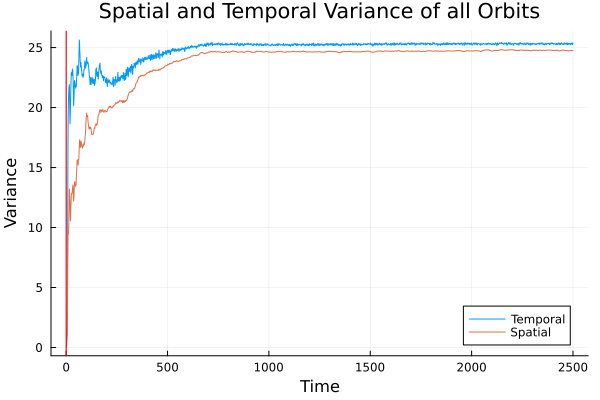 Spatial and Temporal Variance of all Orbits
Variance
25
20
15
10
5
0
Temporal
Spatial
0 500 1000 1500 2000 2500
Time